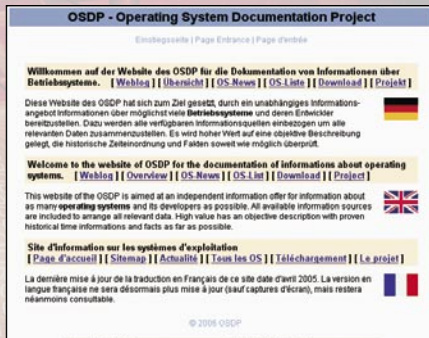 OSDP - Operating System Documentation Project
Einstiegsseite | Page Entrance | Page d'entrée
Willkommen auf der Website des OSDP für die Dokumentation von Informationen über
Betriebssysteme. [ Weblog ] [ Übersicht ] [ OS-News ] [ OS-Liste ] [ Download ] [ Projekt ]
Diese Website des OSDP hat sich zum Ziel gesetzt, durch ein unabhängiges Informations-
angebot Informationen über möglichst viele Betriebssysteme und deren Entwickler
bereitzustellen. Dazu werden alle verfügbaren Informationsquellen einbezogen um alle
relevanten Daten zusammenzustellen. Es wird hoher Wert auf eine objektive Beschreibung
gelegt, die historische Zeiteinordnung und Fakten soweit wie möglich überprüft.
Welcome to the website of OSDP for the documentation of informations about operating
systems. [ Weblog ] [ Overview ] [ OS-News ] [ OS-List ] [ Download ] [ Project ]
This website of the OSDP is aimed at an independent information offer for information about
as many operating systems and its developers as possible. All available information sources
are included to arrange all relevant data. High value has an objective description with proven
historical time informations and facts as far as possible.
Site d'information sur les systèmes d'exploitation
[ Page d'accueil ] [ Sitemap ] [ Actualité ] [ Tous les OS ] [ Téléchargement ] [ Le projet ]
La dernière mise à jour de la traduction en Français de ce site date d'avril 2005. La version en
langue française ne sera désormais plus mise à jour (sauf captures d'écran), mais restera
néanmoins consultable.
© 2006 OSDP